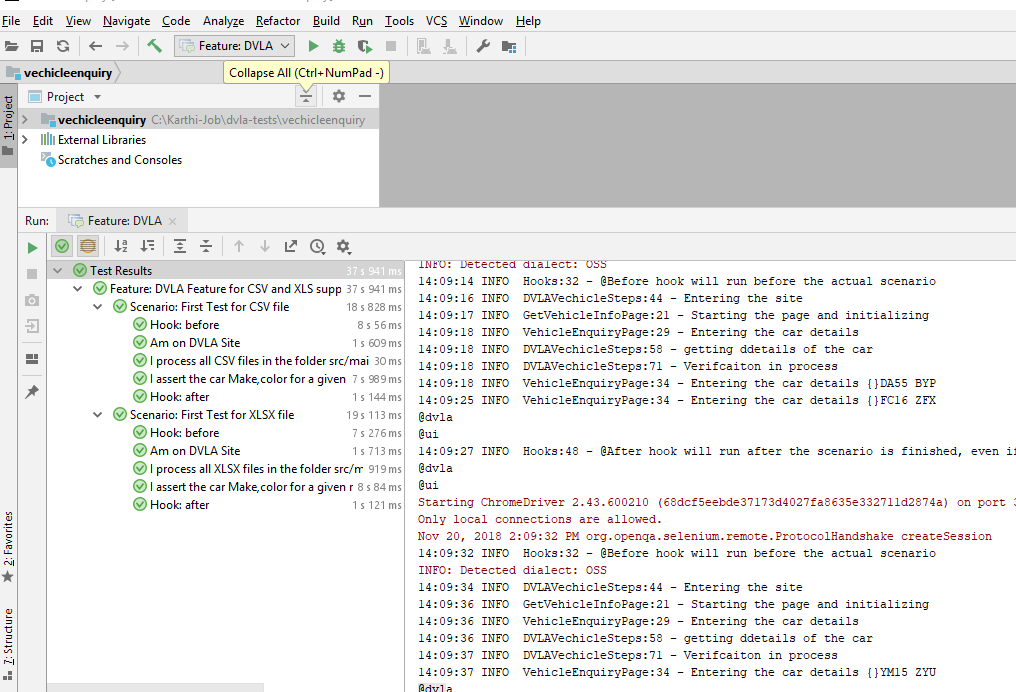 File Edit View Navigate Code Analyze Refactor Build Run Tools VCS Window Help
Feature: DVLA
vechicleenquiry
Collapse All (Ctrl+NumPad -)
1: Project
Project
vechicleenquiry C:\Karthi-Job\dvla-tests\vechicleenquiry
External Libraries
Scratches and Consoles
Run: Feature: DVLA
Test Results 37 s 941 ms
Feature: DVLA Feature for CSV and XLS supp 37 s 941 ms
Scenario: First Test for CSV file 18 s 828 ms
Hook: before 8 s 56 ms
Am on DVLA Site 1 s 609 ms
I process all CSV files in the folder src/mai 30 ms
I assert the car Make,color for a given 7 s 989 ms
Hook: after 1 s 144 ms
Scenario: First Test for XLSX file 19 s 113 ms
Hook: before 7 s 276 ms
Am on DVLA Site 1 s 713 ms
I process all XLSX files in the folder src/m 919 ms
I assert the car Make,color for a given r 8 s 84 ms
Hook: after 1 s 121 ms
2: Favorites
7: Structure
INFO: Detected dialect: OSS
14:09:14 INFO Hooks:32 - @Before hook will run before the actual scenario
14:09:16 INFO DVLAVechicleSteps:44 - Entering the site
14:09:17 INFO GetVehicleInfoPage:21 - Starting the page and initializing
14:09:18 INFO VehicleEnquiryPage:29 - Entering the car details
14:09:18 INFO DVLAVechicleSteps:58 - getting ddetails of the car
14:09:18 INFO DVLAVechicleSteps:71 - Verifcaiton in process
14:09:18 INFO VehicleEnquiryPage:34 - Entering the car details {}DA55 BYP
14:09:25 INFO VehicleEnquiryPage:34 - Entering the car details {}FC16 ZFX
@dvla
@ui
14:09:27 INFO Hooks:48 - @After hook will run after the scenario is finished, even if
@dvla
@ui
Starting ChromeDriver 2.43.600210 (68dcf5eebde37173d4027fa8635e332711d2874a) on port 3
Only local connections are allowed.
Nov 20, 2018 2:09:32 PM org.openqa.selenium.remote.ProtocolHandshake createSession
14:09:32 INFO Hooks:32 - @Before hook will run before the actual scenario
INFO: Detected dialect: OSS
14:09:34 INFO DVLAVechicleSteps:44 - Entering the site
14:09:36 INFO GetVehicleInfoPage:21 - Starting the page and initializing
14:09:36 INFO VehicleEnquiryPage:29 - Entering the car details
14:09:36 INFO DVLAVechicleSteps:58 - getting ddetails of the car
14:09:37 INFO DVLAVechicleSteps:71 - Verifcaiton in process
14:09:37 INFO VehicleEnquiryPage:34 - Entering the car details {}YM15 ZYU
@dvla